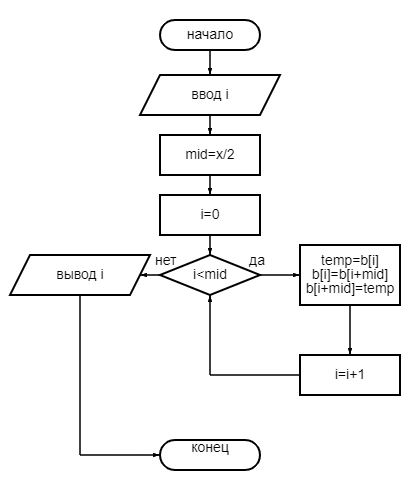 начало
ввод i
mid=x/2
i=0
нет
да
i<mid
вывод i
temp=b[i]
b[i]=b[i+mid]
b[i+mid]=temp
i=i+1
конец